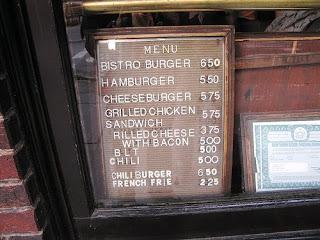 MENU
BISTRO BURGER 650
HAMBURGER 550
CHEESEBURGER 575
GRILLED CHICKEN 575
SANDWICH
RILLED CHEESE 375
WITH BACON 500
B L T 500
CHILI 500
CHILI BURGER 650
FRENCH FRIE 225